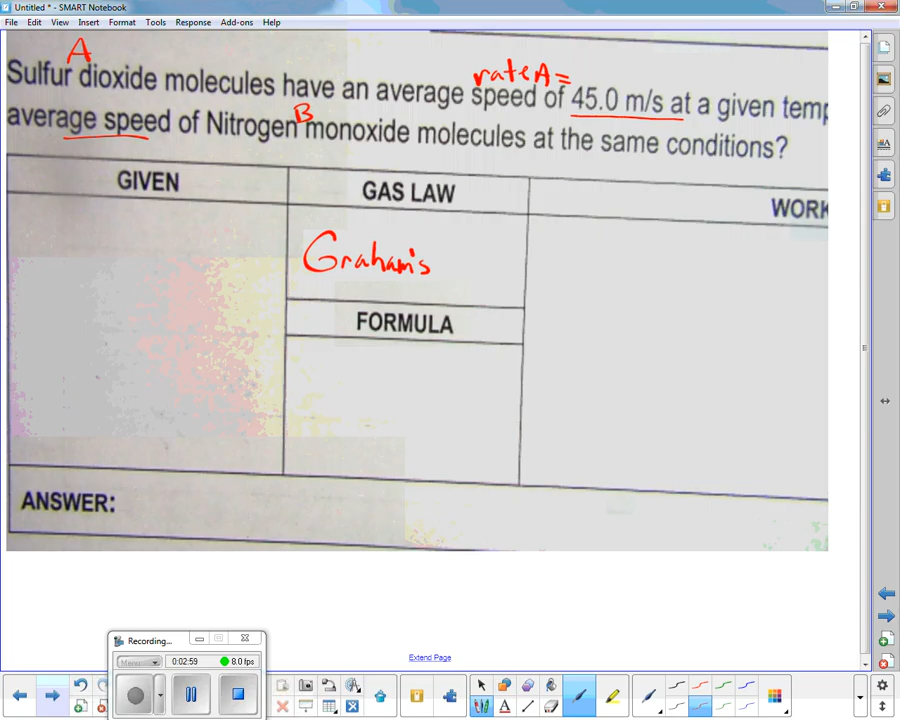 Untitled * - SMART Notebook
File Edit View Insert Format Tools Response Add-ons Help
A
rate A =
Sulfur dioxide molecules have an average speed of 45.0 m/s at a given temp
B
average speed of Nitrogen monoxide molecules at the same conditions?
GIVEN GAS LAW WORK
Graham's
FORMULA
ANSWER:
Recording...
Menu
0:02:59 8.0 fps
Extend Page